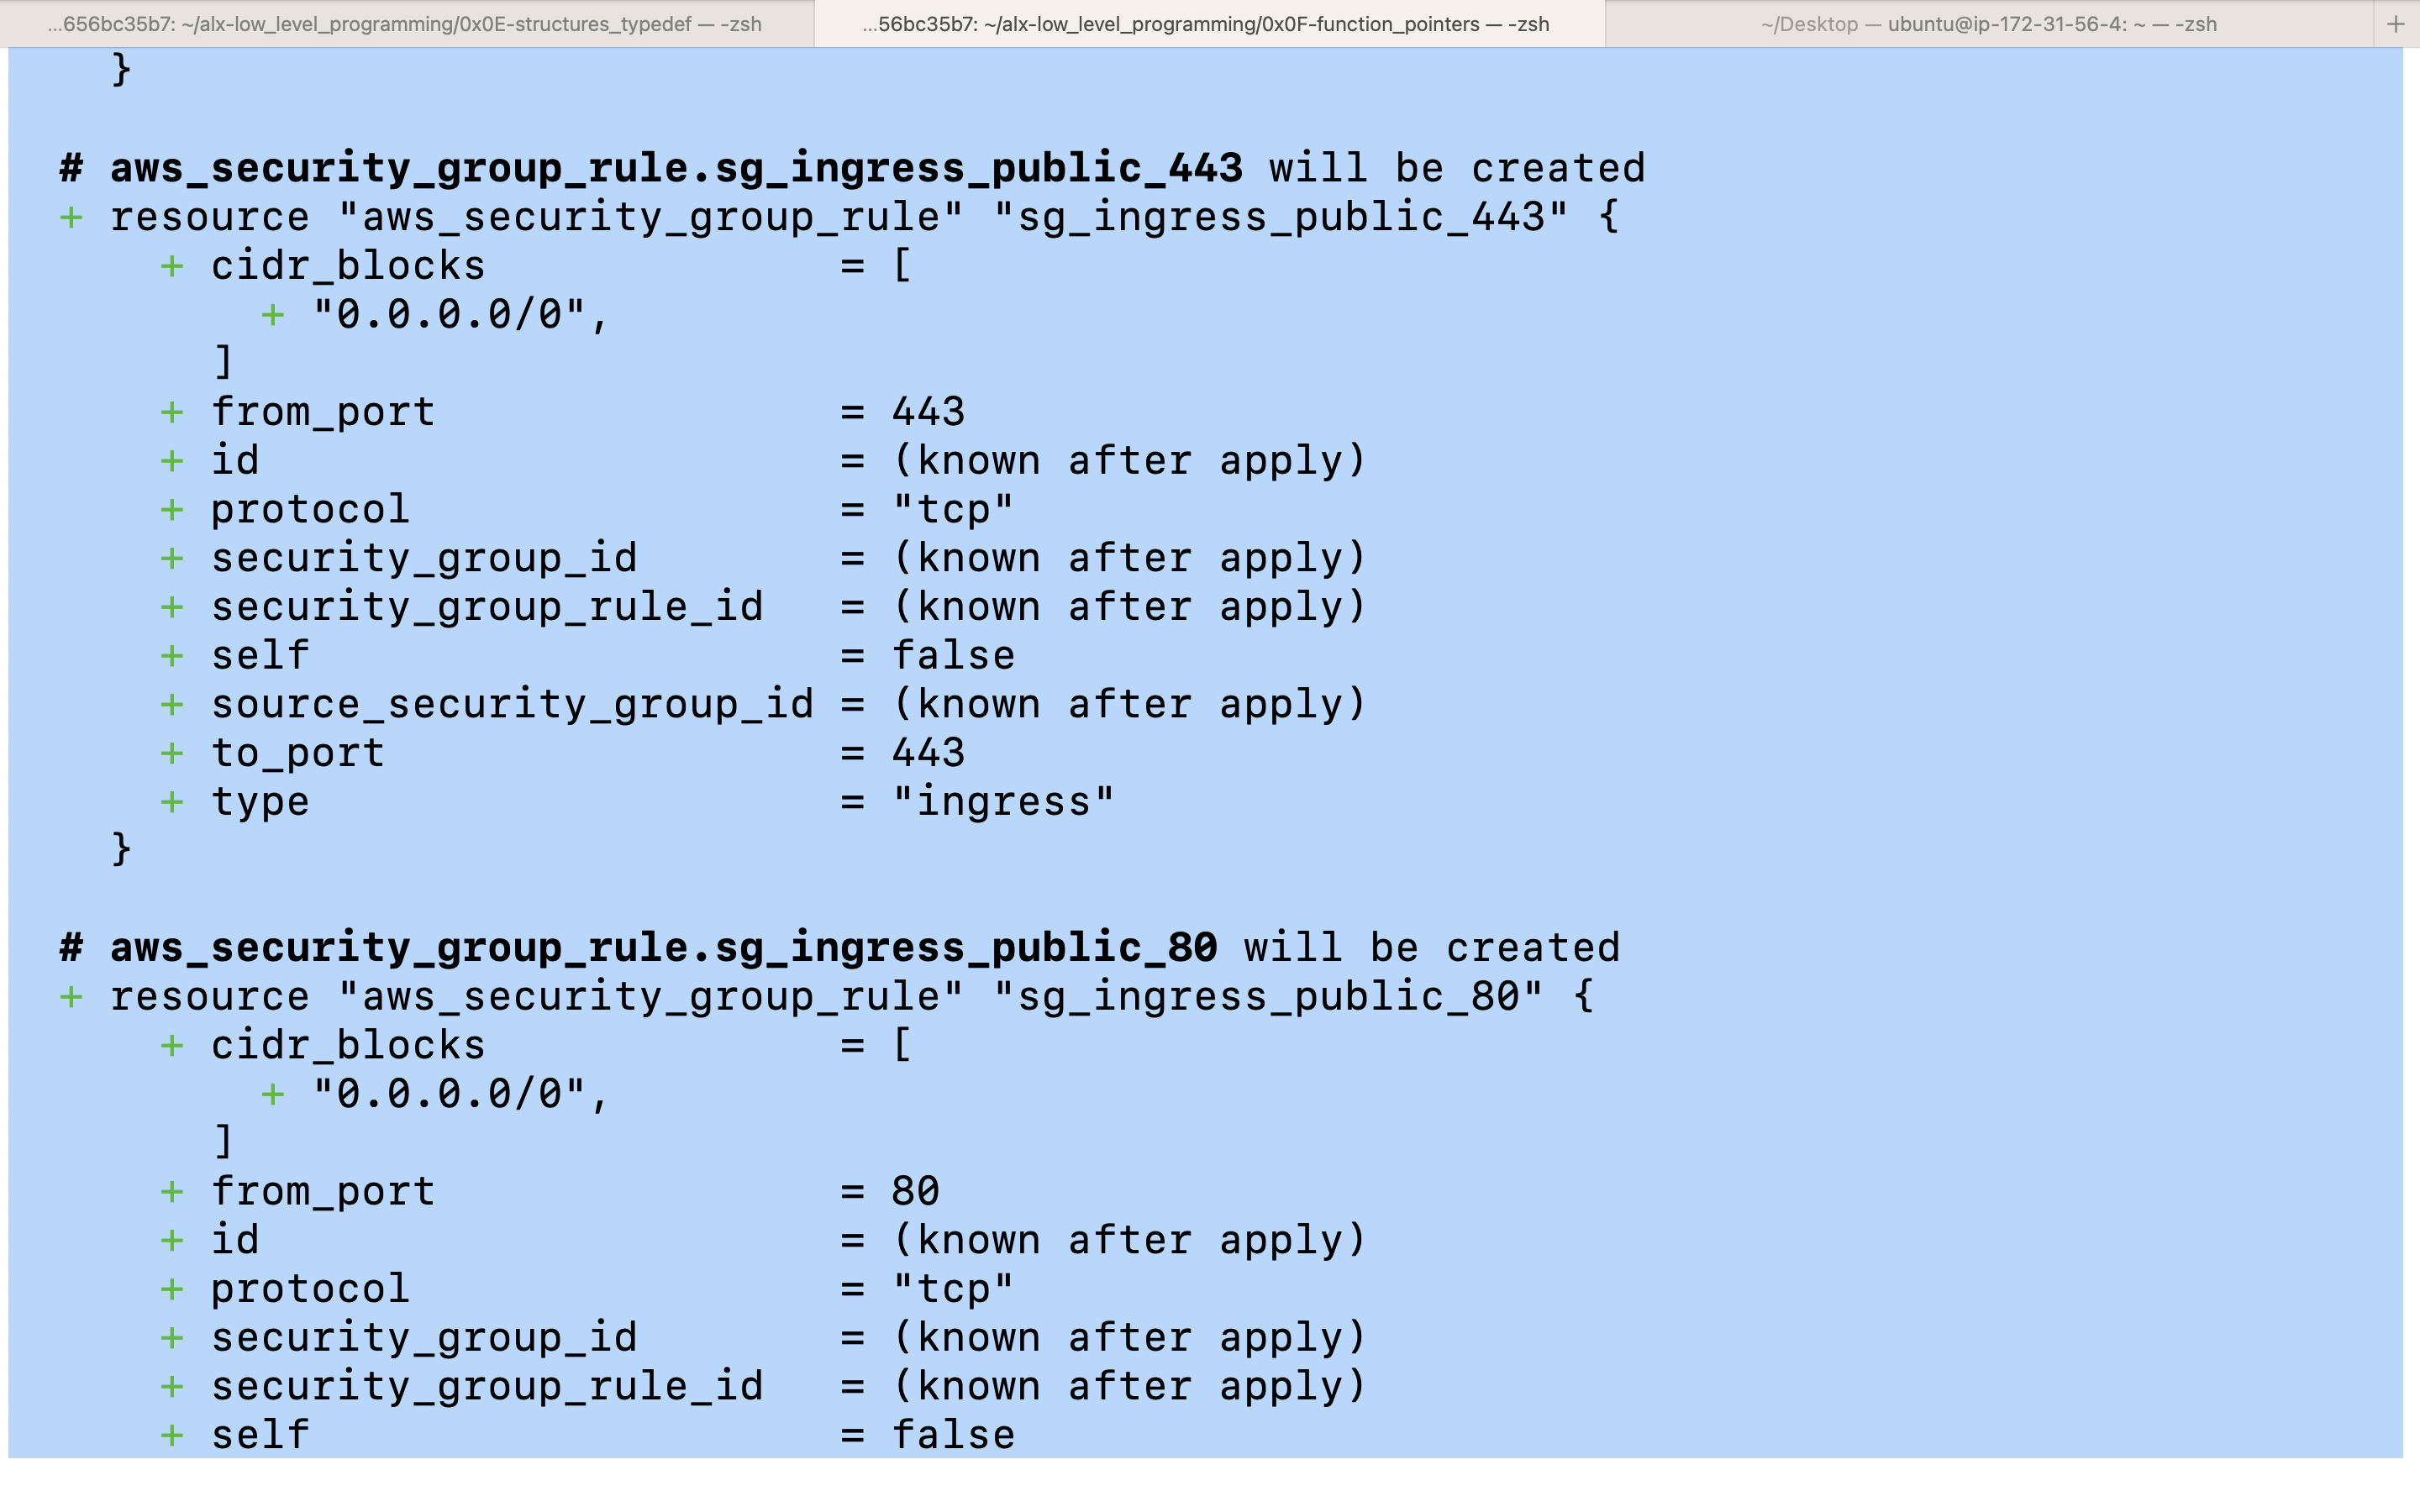 ...656bc35b7: ~/alx-low_level_programming/0x0E-structures_typedef — -zsh
...56bc35b7: ~/alx-low_level_programming/0x0F-function_pointers — -zsh
~/Desktop — ubuntu@ip-172-31-56-4: ~ — -zsh
+
}
# aws_security_group_rule.sg_ingress_public_443 will be created
+ resource "aws_security_group_rule" "sg_ingress_public_443" {
+ cidr_blocks = [
+ "0.0.0.0/0",
]
+ from_port = 443
+ id = (known after apply)
+ protocol = "tcp"
+ security_group_id = (known after apply)
+ security_group_rule_id = (known after apply)
+ self = false
+ source_security_group_id = (known after apply)
+ to_port = 443
+ type = "ingress"
}
# aws_security_group_rule.sg_ingress_public_80 will be created
+ resource "aws_security_group_rule" "sg_ingress_public_80" {
+ cidr_blocks = [
+ "0.0.0.0/0",
]
+ from_port = 80
+ id = (known after apply)
+ protocol = "tcp"
+ security_group_id = (known after apply)
+ security_group_rule_id = (known after apply)
+ self = false